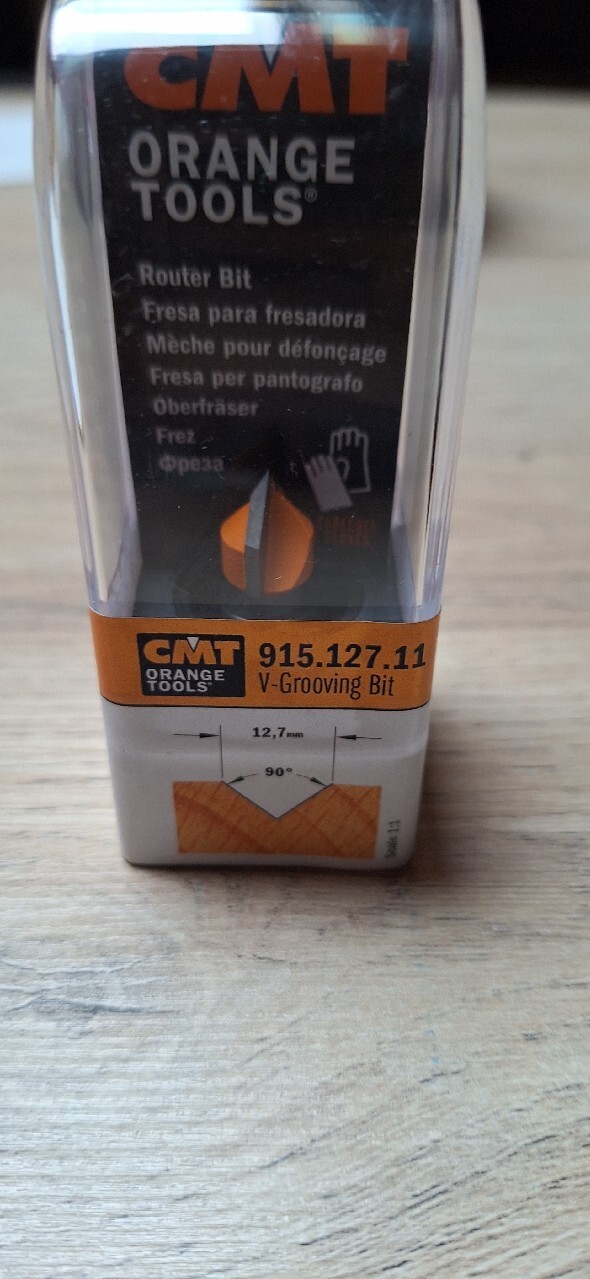 CMT
ORANGE
TOOLS®
Router Bit
Fresa para fresadora
Mèche pour défonçage
Fresa per pantografo
Oberfräser
Frez
Фреза
CMT
ORANGE
TOOLS®
915.127.11
V-Grooving Bit
12,7mm
90°
Scale 1:1